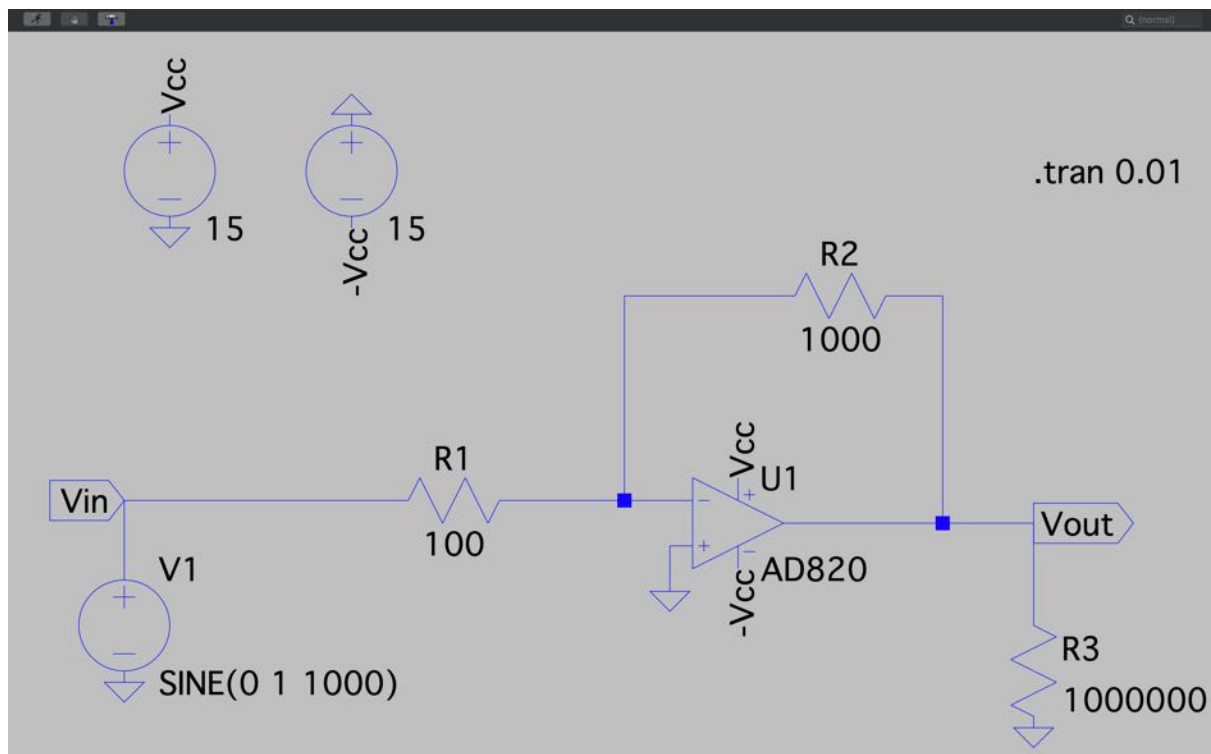 (normal)
Vcc
15
-Vcc
15
.tran 0.01
R2
1000
R1
100
Vcc
U1
-Vcc
AD820
Vin
V1
SINE(0 1 1000)
Vout
R3
1000000